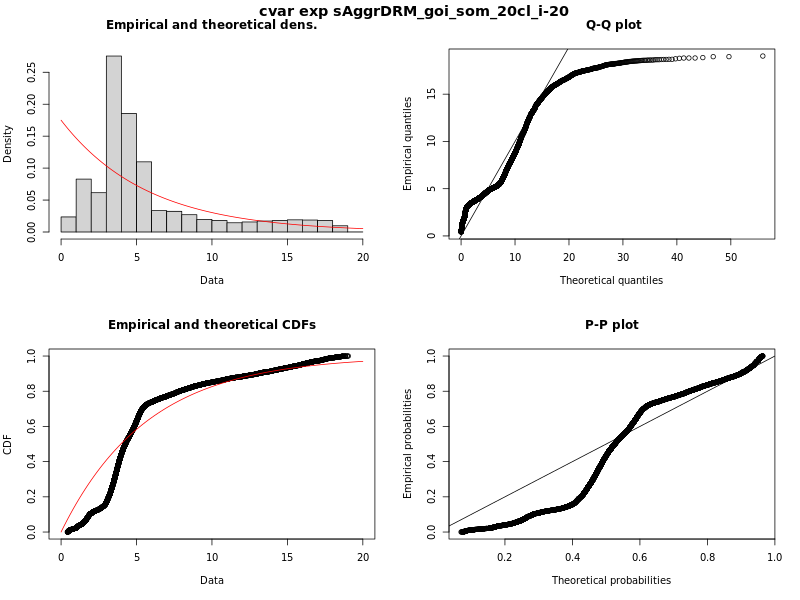 cvar exp sAggrDRM_goi_som_20cl_i-20
Empirical and theoretical dens.
Density
0.00 0.05 0.10 0.15 0.20 0.25
0 5 10 15 20
Data
Q-Q plot
Empirical quantiles
0 5 10 15
0 10 20 30 40 50
Theoretical quantiles
Empirical and theoretical CDFs
CDF
0.0 0.2 0.4 0.6 0.8 1.0
0 5 10 15 20
Data
P-P plot
Empirical probabilities
0.0 0.2 0.4 0.6 0.8 1.0
0.2 0.4 0.6 0.8 1.0
Theoretical probabilities